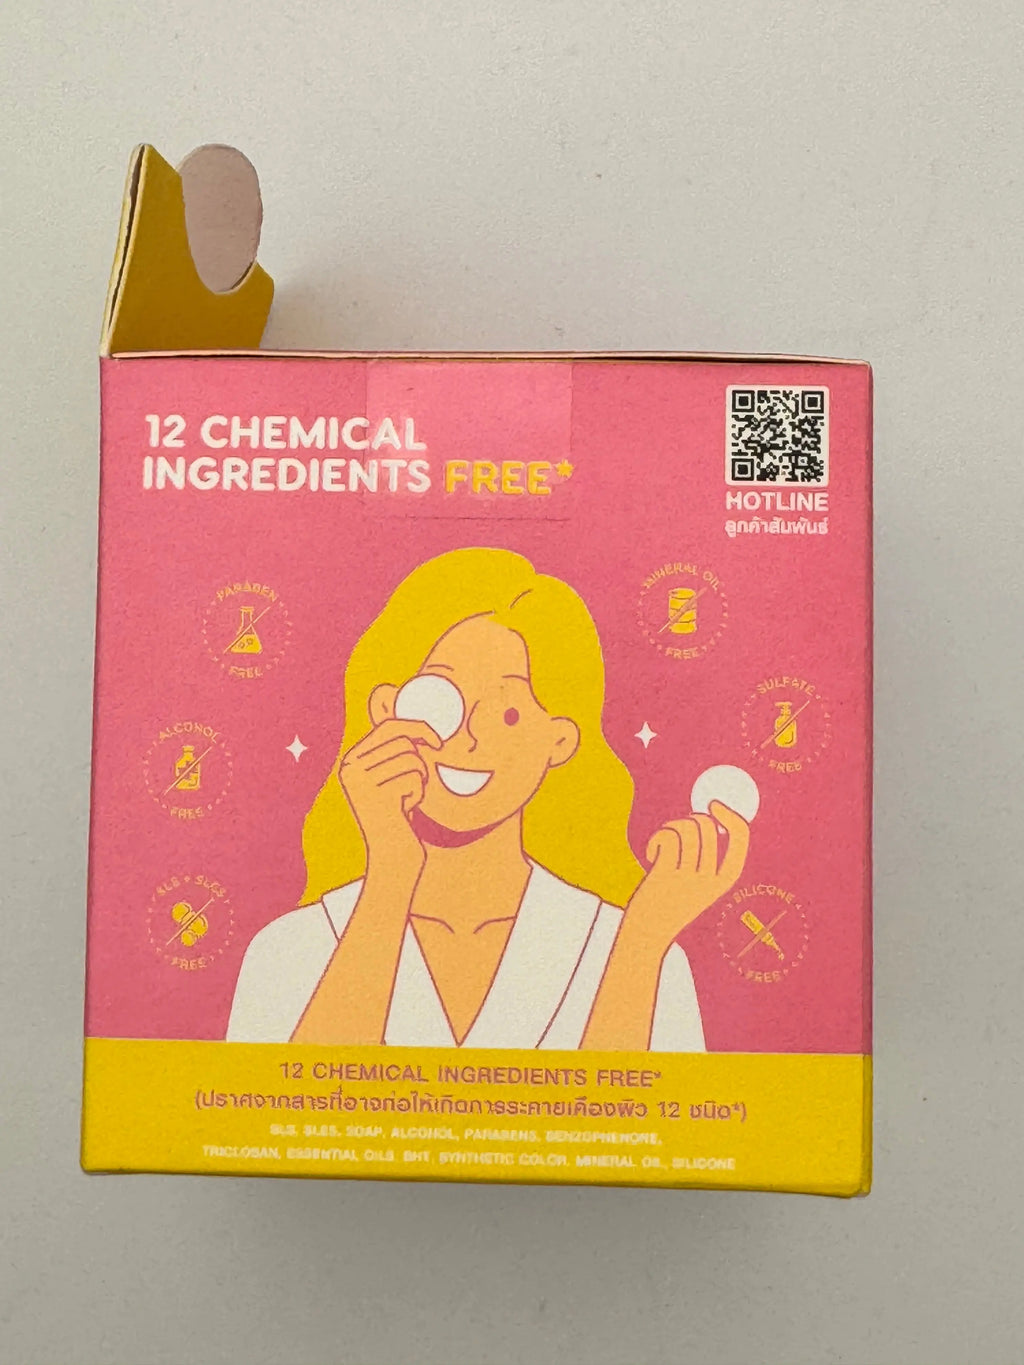 12 CHEMICAL
INGREDIENTS FREE*
HOTLINE
ลูกค้าสัมพันธ์
PARABEN
FREE
MINERAL OIL
FREE
ALCOHOL
FREE
SULFATE
FREE
SLS • SLES
FREE
SILICONE
FREE
12 CHEMICAL INGREDIENTS FREE*
(ปราศจากสารที่อาจก่อให้เกิดการระคายเคืองผิว 12 ชนิด*)
SLS, SLES, SOAP, ALCOHOL, PARABENS, BENZOPHENONE,
TRICLOSAN, ESSENTIAL OILS, BHT, SYNTHETIC COLOR, MINERAL OIL, SILICONE